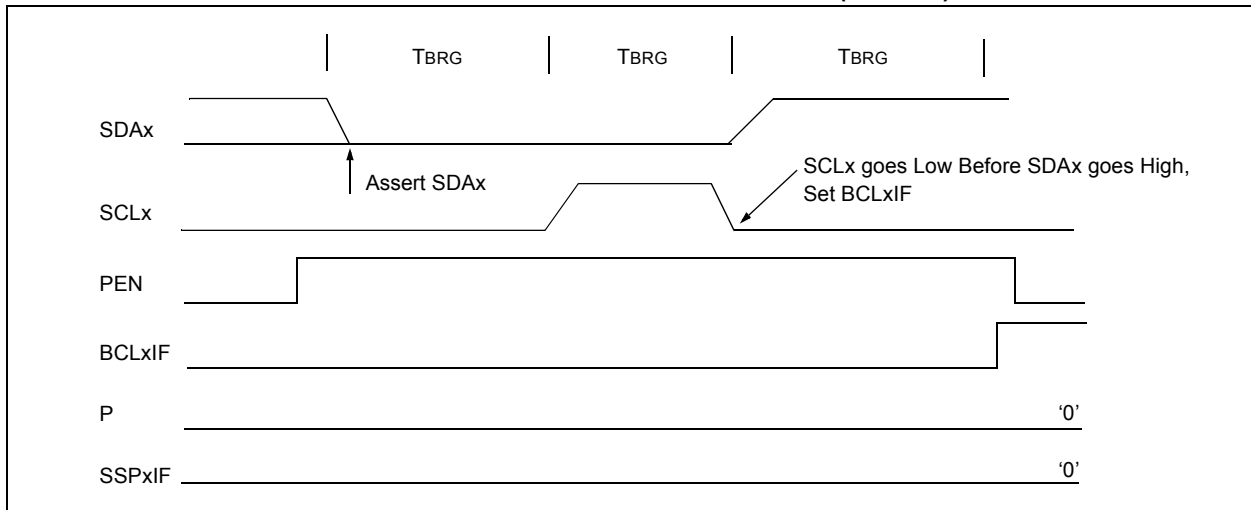 TBRG TBRG TBRG
SDAx
Assert SDAx
SCLx goes Low Before SDAx goes High,
Set BCLxIF
SCLx
PEN
BCLxIF
P ‘0’
SSPxIF ‘0’